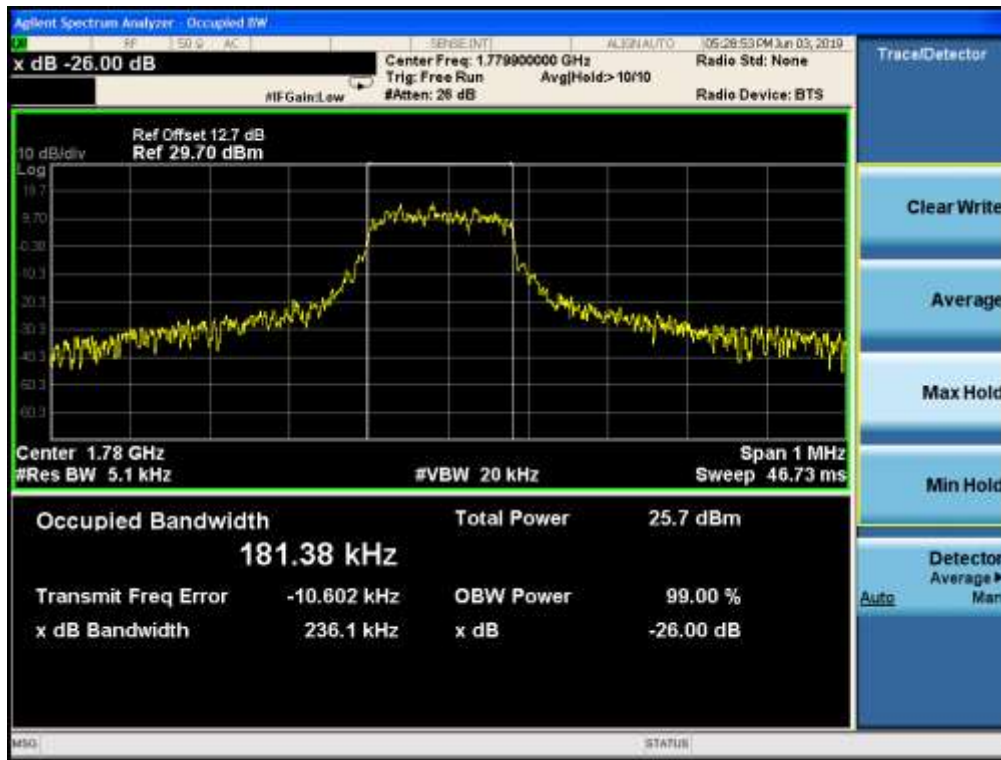 Agilent Spectrum Analyzer - Occupied BW
RF 50 Ω AC SENSE:INT ALIGN AUTO 05:28:53 PM Jun 03, 2019
x dB -26.00 dB
Center Freq: 1.779900000 GHz Radio Std: None
Trig: Free Run Avg|Hold:> 10/10
#IFGain:Low #Atten: 26 dB Radio Device: BTS
Trace/Detector
Ref Offset 12.7 dB
10 dB/div Ref 29.70 dBm
Log
19.7
9.70
-0.30
-10.3
-20.3
-30.3
-40.3
-50.3
-60.3
Center 1.78 GHz Span 1 MHz
#Res BW 5.1 kHz #VBW 20 kHz Sweep 46.73 ms
Occupied Bandwidth Total Power 25.7 dBm
181.38 kHz
Transmit Freq Error -10.602 kHz OBW Power 99.00 %
x dB Bandwidth 236.1 kHz x dB -26.00 dB
Clear Write
Average
Max Hold
Min Hold
Detector
Average
Auto Man
MSG STATUS